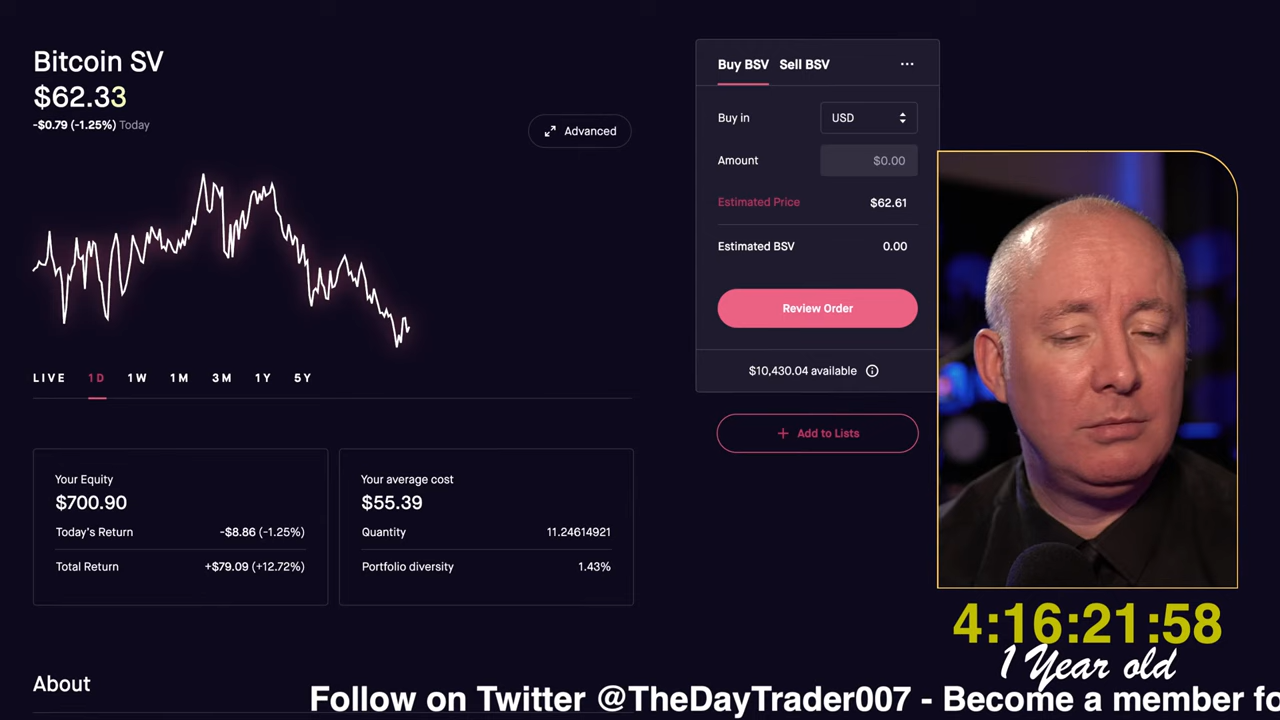 Bitcoin SV
$62.33
-$0.79 (-1.25%) Today
Advanced
LIVE 1D 1W 1M 3M 1Y 5Y
Your Equity
$700.90
Today's Return -$8.86 (-1.25%)
Total Return +$79.09 (+12.72%)
Your average cost
$55.39
Quantity 11.24614921
Portfolio diversity 1.43%
About
Buy BSV Sell BSV
Buy in USD
Amount $0.00
Estimated Price $62.61
Estimated BSV 0.00
Review Order
$10,430.04 available
+ Add to Lists
4:16:21:58
1 Year old
Follow on Twitter @TheDayTrader007 - Become a member fo